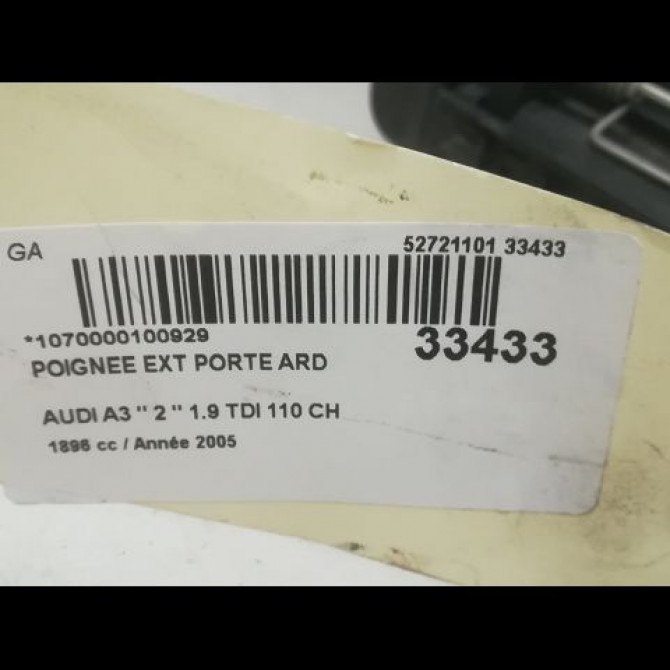 GA
52721101 33433
*1070000100929
33433
POIGNEE EXT PORTE ARD
AUDI A3 " 2 " 1.9 TDI 110 CH
1896 cc / Année 2005